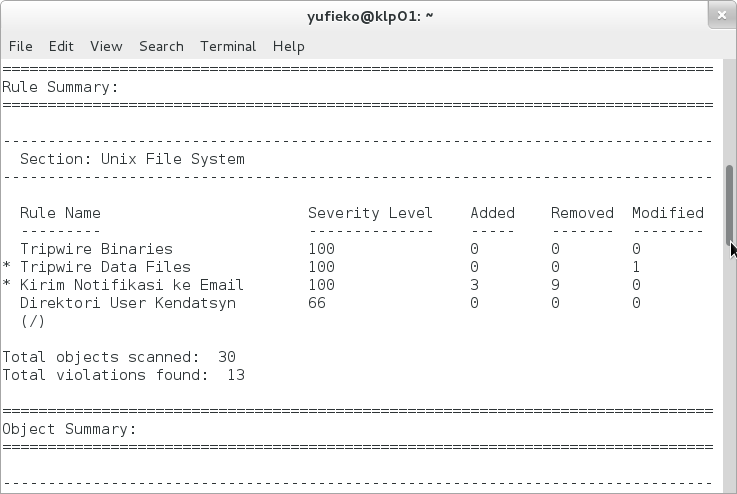 yufieko@klp01: ~
File Edit View Search Terminal Help
===============================================================================
Rule Summary:
===============================================================================
-------------------------------------------------------------------------------
  Section: Unix File System
-------------------------------------------------------------------------------
  Rule Name                       Severity Level    Added    Removed  Modified
  ---------                       --------------    -----    -------  --------
  Tripwire Binaries               100               0        0        0
* Tripwire Data Files             100               0        0        1
* Kirim Notifikasi ke Email       100               3        9        0
  Direktori User Kendatsyn        66                0        0        0
  (/)
Total objects scanned:  30
Total violations found:  13
===============================================================================
Object Summary:
===============================================================================
-------------------------------------------------------------------------------